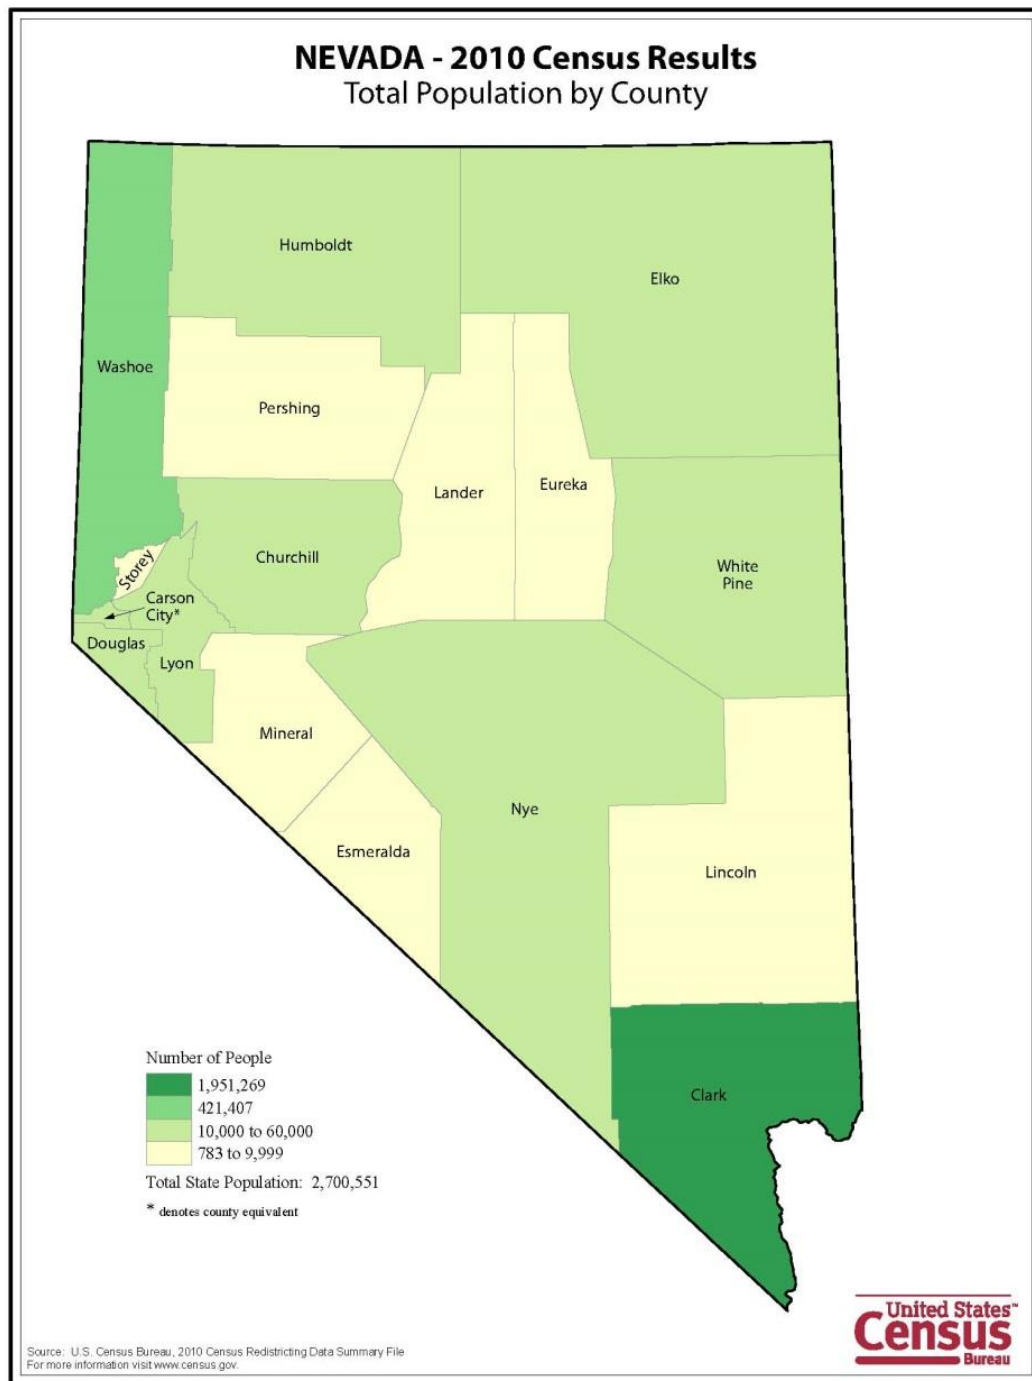 NEVADA - 2010 Census Results
Total Population by County
Humboldt
Elko
Washoe
Pershing
Lander
Eureka
Churchill
White
Pine
Storey
Carson
City*
Douglas
Lyon
Mineral
Nye
Esmeralda
Lincoln
Clark
Number of People
1,951,269
421,407
10,000 to 60,000
783 to 9,999
Total State Population: 2,700,551
* denotes county equivalent
United States™
Census
Bureau
Source: U.S. Census Bureau, 2010 Census Redistricting Data Summary File
For more information visit www.census.gov.